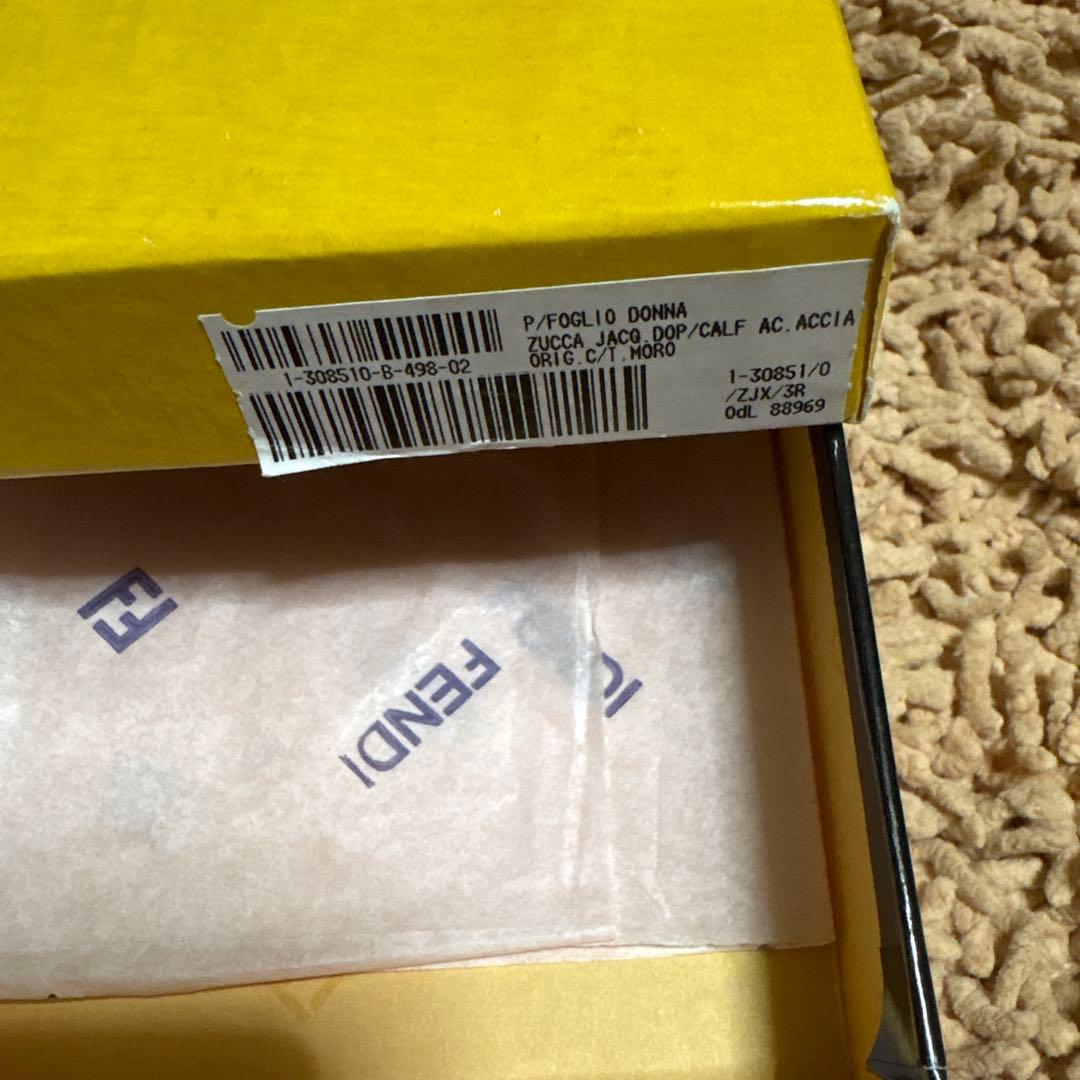 P/FOGLIO DONNA
ZUCCA JACQ.DOP/CALF AC.ACCIA
ORIG.C/T.MORO
1-308510-B-498-02
1-30851/0
/ZJX/3R
OdL 88969
FENDI